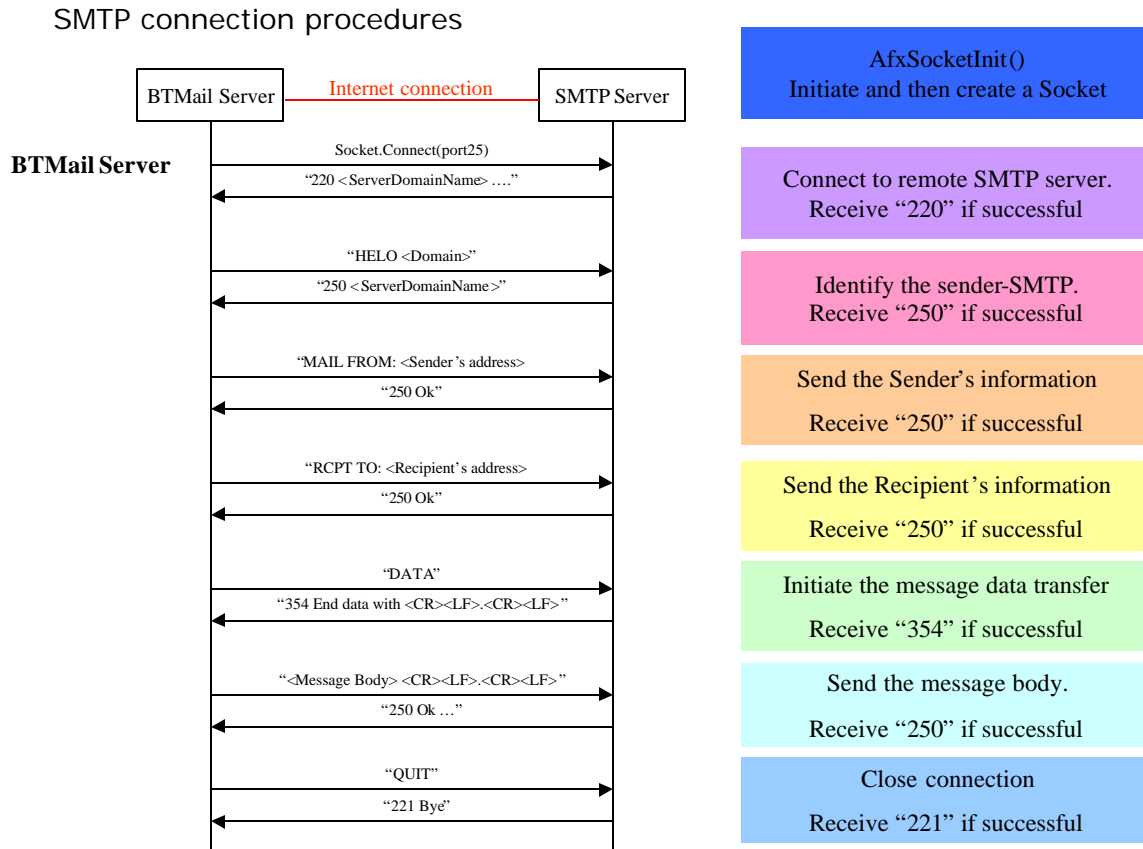 SMTP connection procedures
BTMail Server
Internet connection
SMTP Server
BTMail Server
Socket.Connect(port25)
“220 <ServerDomainName> ….”
“HELO <Domain>”
“250 <ServerDomainName>”
“MAIL FROM: <Sender’s address>
“250 Ok”
“RCPT TO: <Recipient’s address>
“250 Ok”
“DATA”
“354 End data with <CR><LF>.<CR><LF>”
“<Message Body> <CR><LF>.<CR><LF>”
“250 Ok …”
“QUIT”
“221 Bye”
AfxSocketInit()
Initiate and then create a Socket
Connect to remote SMTP server.
Receive “220” if successful
Identify the sender-SMTP.
Receive “250” if successful
Send the Sender’s information
Receive “250” if successful
Send the Recipient’s information
Receive “250” if successful
Initiate the message data transfer
Receive “354” if successful
Send the message body.
Receive “250” if successful
Close connection
Receive “221” if successful